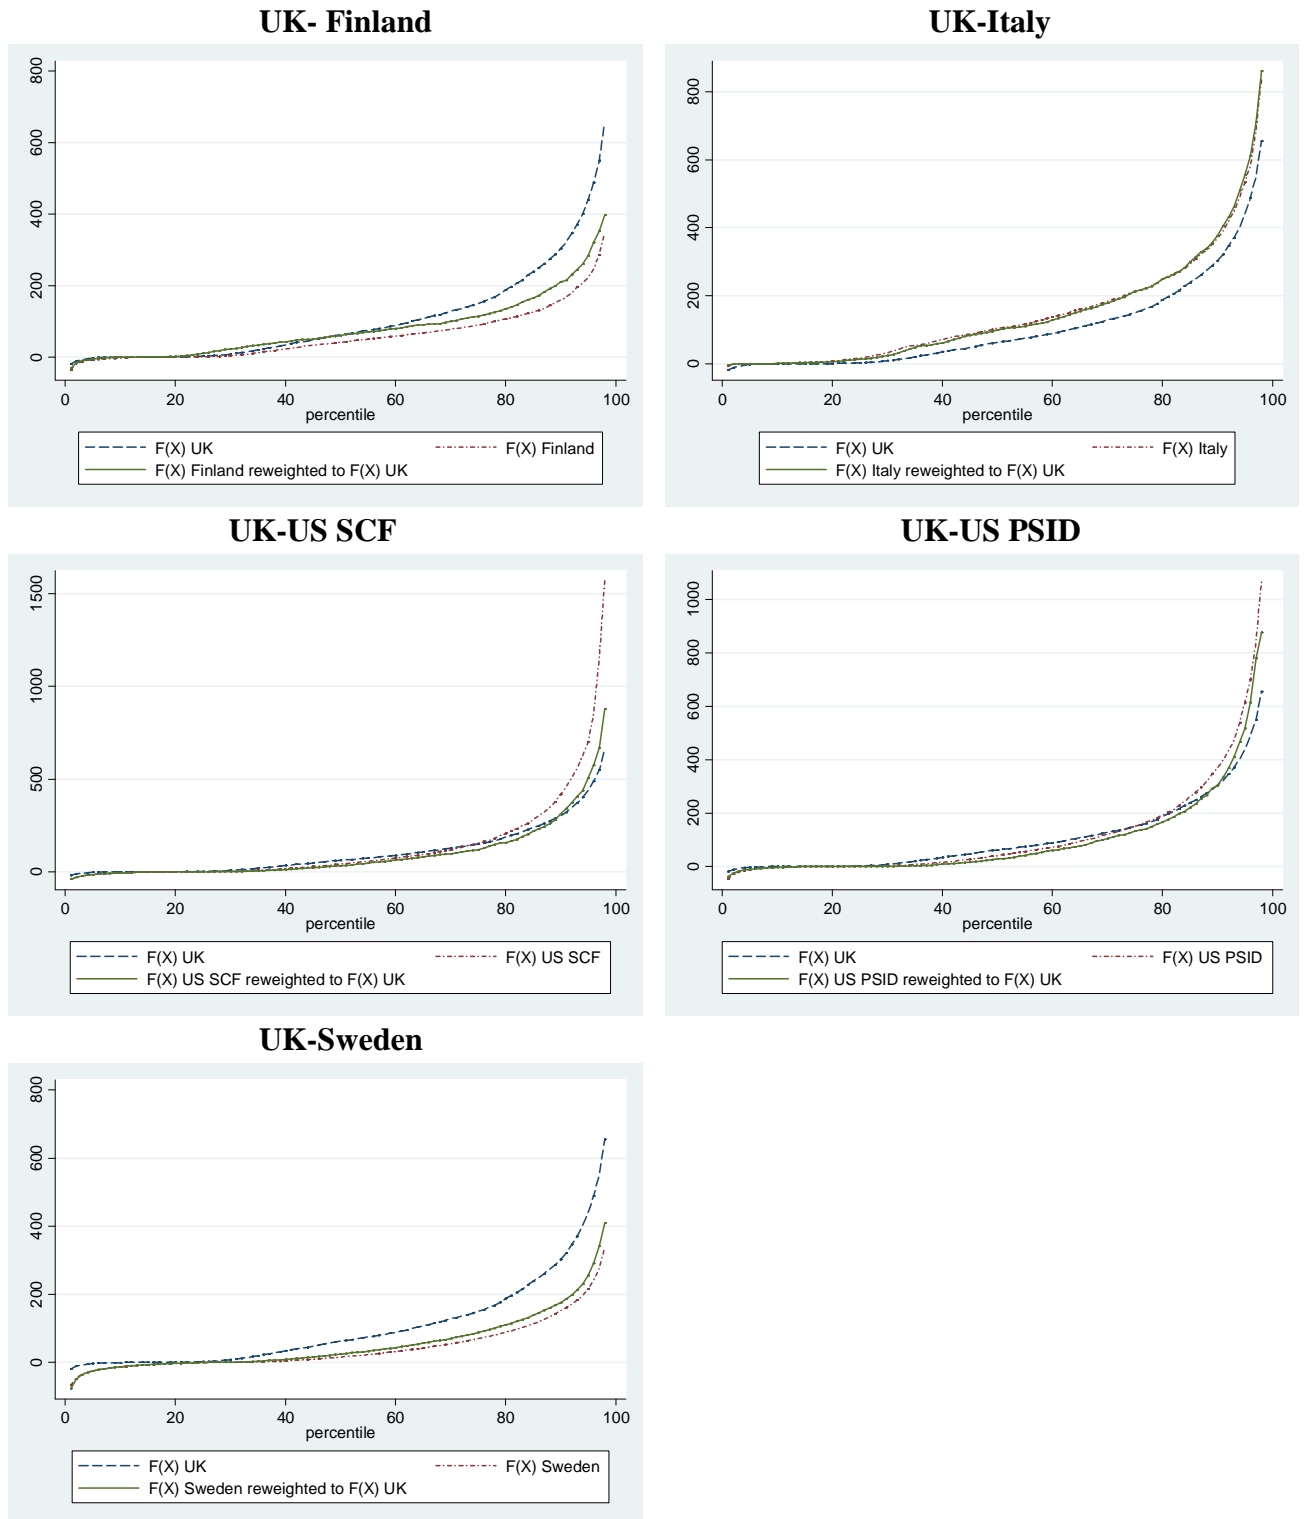 UK- Finland
800
600
400
200
0
0 20 40 60 80 100
percentile
F(X) UK F(X) Finland
F(X) Finland reweighted to F(X) UK
UK-Italy
800
600
400
200
0
0 20 40 60 80 100
percentile
F(X) UK F(X) Italy
F(X) Italy reweighted to F(X) UK
UK-US SCF
1500
1000
500
0
0 20 40 60 80 100
percentile
F(X) UK F(X) US SCF
F(X) US SCF reweighted to F(X) UK
UK-US PSID
1000
800
600
400
200
0
0 20 40 60 80 100
percentile
F(X) UK F(X) US PSID
F(X) US PSID reweighted to F(X) UK
UK-Sweden
800
600
400
200
0
0 20 40 60 80 100
percentile
F(X) UK F(X) Sweden
F(X) Sweden reweighted to F(X) UK